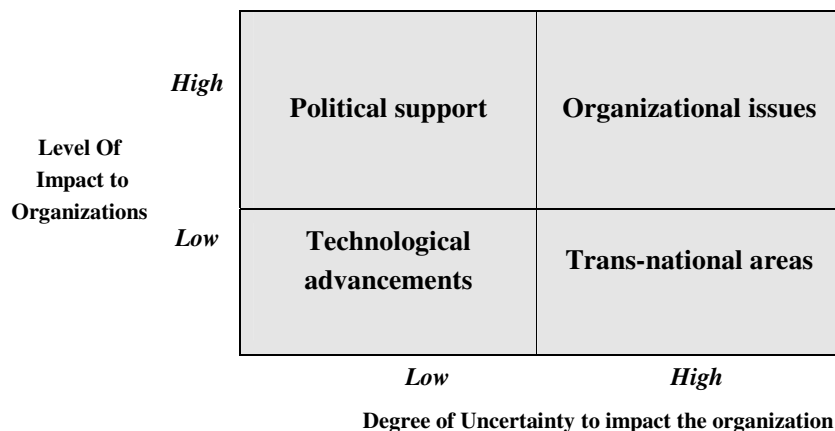 High
Political support
Organizational issues
Level Of
Impact to
Organizations
Low
Technological
advancements
Trans-national areas
Low
High
Degree of Uncertainty to impact the organization